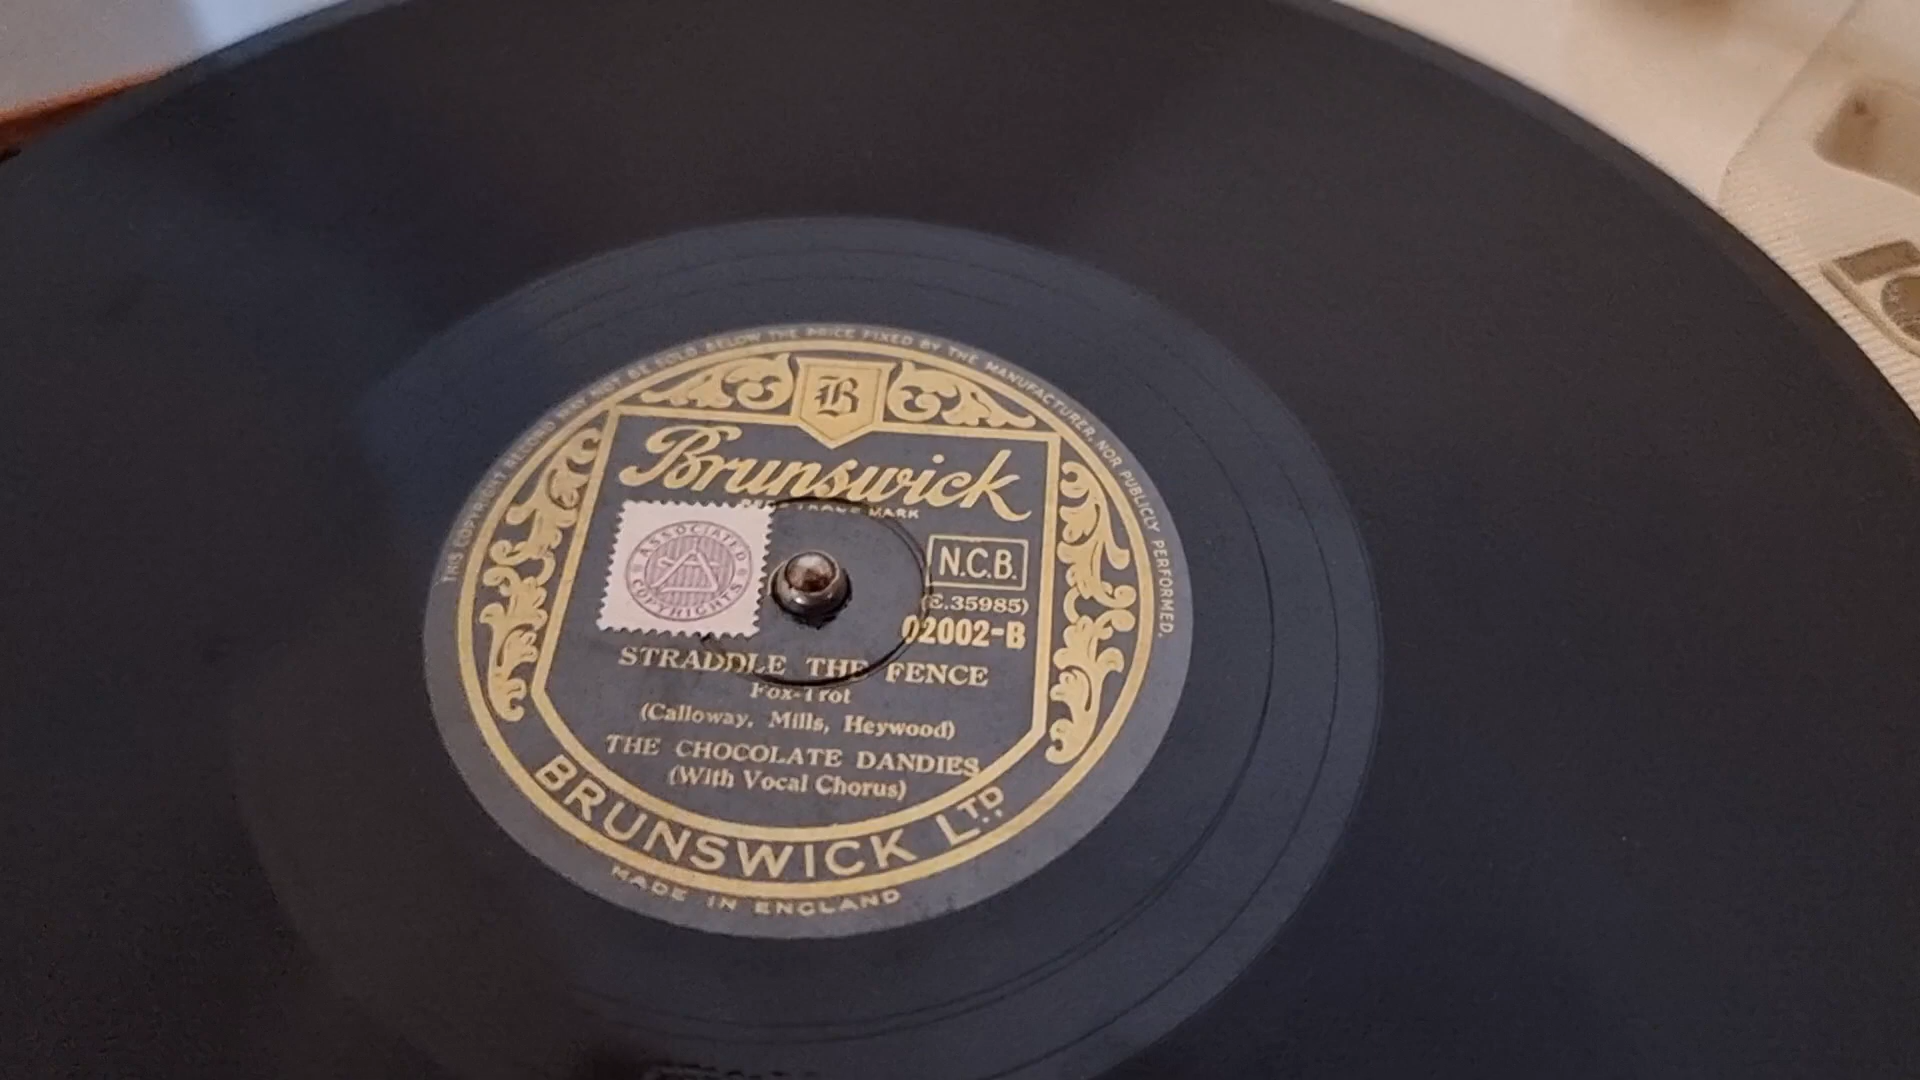 THIS COPYRIGHT RECORD MAY NOT BE SOLD BELOW THE PRICE FIXED BY THE MANUFACTURER, NOR PUBLICLY PERFORMED.
B
Brunswick
TRADE MARK
ASSOCIATED
COPYRIGHTS
N.C.B.
(E.35985)
02002-B
STRADDLE THE FENCE
Fox-Trot
(Calloway, Mills, Heywood)
THE CHOCOLATE DANDIES
(With Vocal Chorus)
BRUNSWICK LTD.
MADE IN ENGLAND